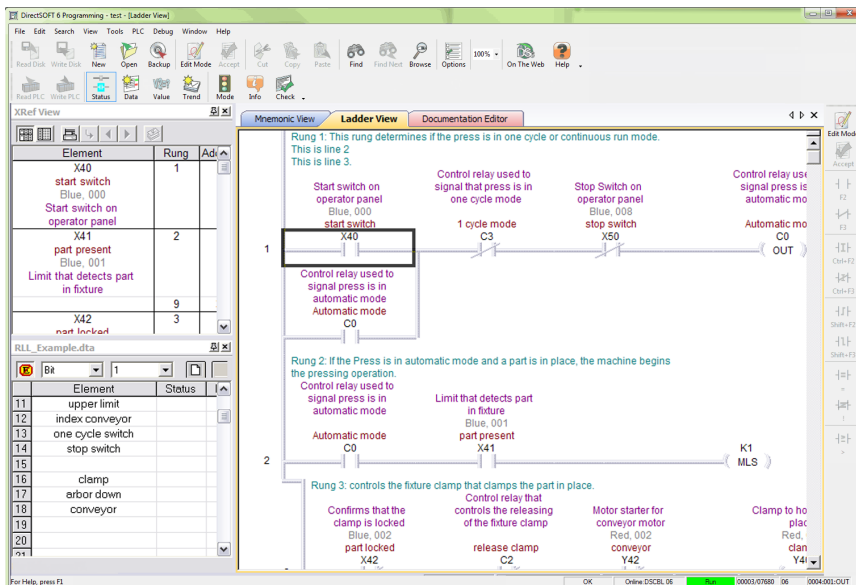 DirectSOFT 6 Programming - test - [Ladder View]
File Edit Search View Tools PLC Debug Window Help
Read Disk Write Disk New Open Backup Edit Mode Accept Cut Copy Paste Find Find Next Browse Options 100% On The Web Help
Read PLC Write PLC Status Data Value Trend Mode Info Check
XRef View
Element Rung
X40 1
start switch
Blue, 000
Start switch on
operator panel
X41 2
part present
Blue, 001
Limit that detects part
in fixture
9
X42 3
part locked
RLL_Example.dta
Bit 1
Element Status
11 upper limit
12 index conveyor
13 one cycle switch
14 stop switch
15
16 clamp
17 arbor down
18 conveyor
19
20
21
Mnemonic View Ladder View Documentation Editor
Rung 1: This rung determines if the press is in one cycle or continuous run mode.
This is line 2
This is line 3.
Start switch on
operator panel
Blue, 000
start switch
X40
Control relay used to
signal that press is in
one cycle mode
1 cycle mode
C3
Stop Switch on
operator panel
Blue, 008
stop switch
X50
Control relay use
signal press is
automatic mo
Automatic mo
C0
OUT
1
Control relay used to
signal press is in
automatic mode
Automatic mode
C0
Rung 2: If the Press is in automatic mode and a part is in place, the machine begins
the pressing operation.
Control relay used to
signal press is in
automatic mode
Automatic mode
C0
Limit that detects part
in fixture
Blue, 001
part present
X41
K1
MLS
2
Rung 3: controls the fixture clamp that clamps the part in place.
Confirms that the
clamp is locked
Blue, 002
part locked
X42
Control relay that
controls the releasing
of the fixture clamp
release clamp
C2
Motor starter for
conveyor motor
Red, 002
conveyor
Y42
Clamp to ho
plac
Red,
clam
Edit Mod
Accept
F2
F3
Ctrl+F2
Ctrl+F3
Shift+F2
Shift+F3
For Help, press F1
OK Online:DSCBL 06 Run 00003/07680 06 0004:001:OUT